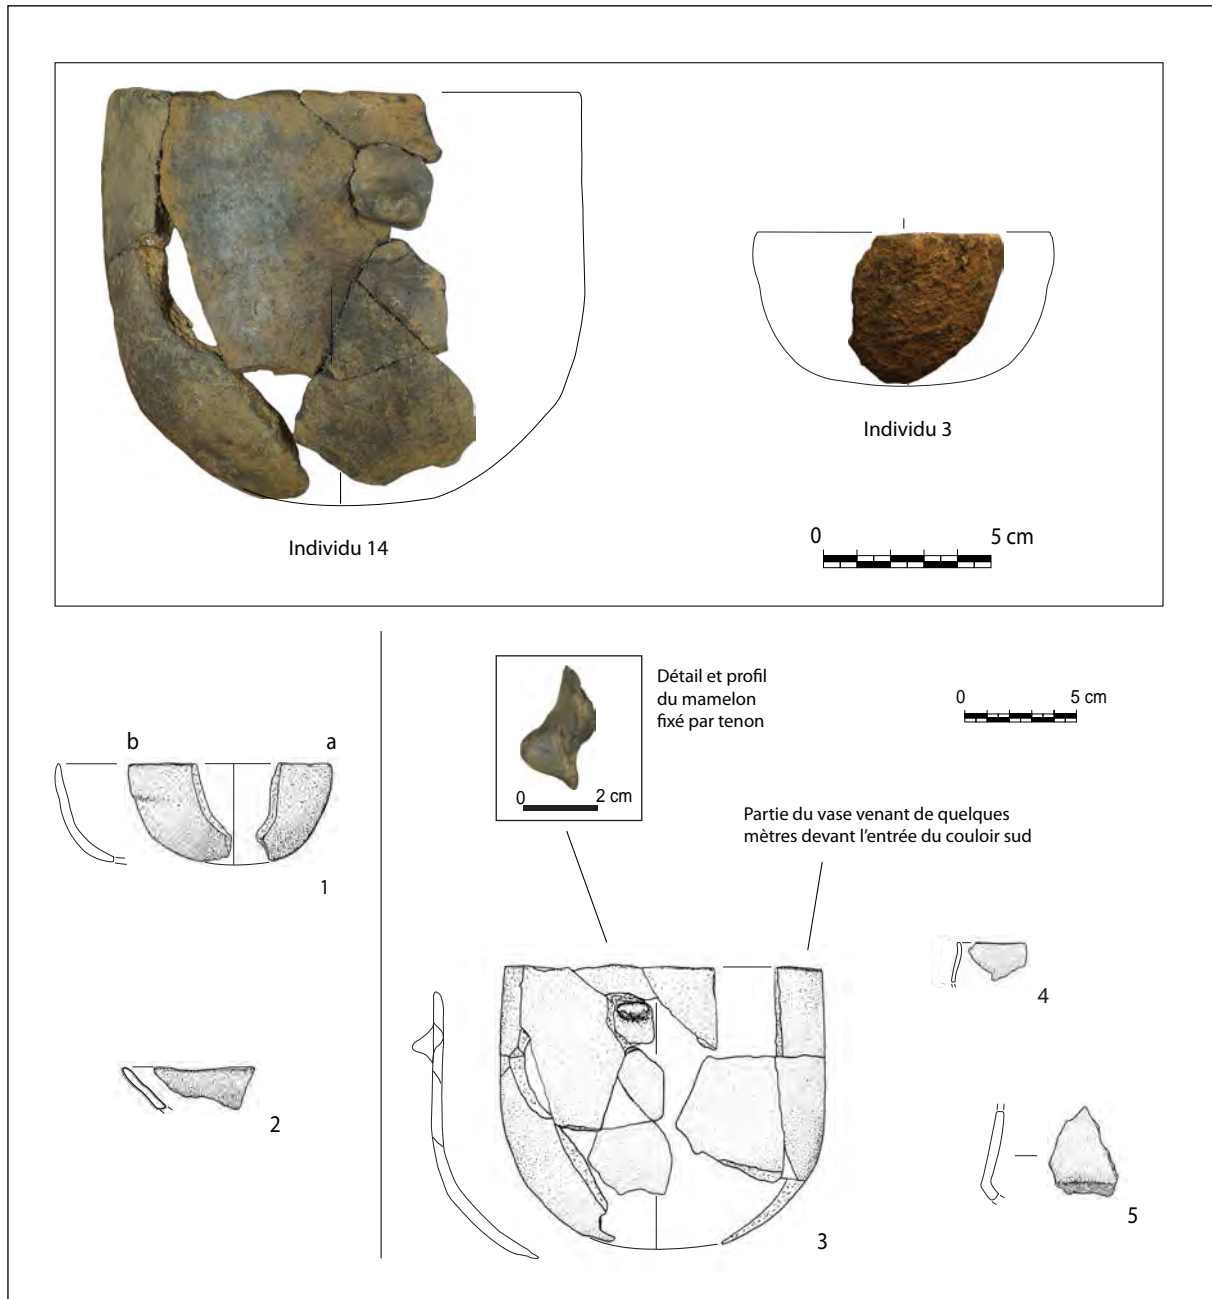 Individu 14
Individu 3
0 5 cm
Détail et profil
du mamelon
fixé par tenon
0 2 cm
0 5 cm
b a
1
2
Partie du vase venant de quelques
mètres devant l'entrée du couloir sud
3
4
5